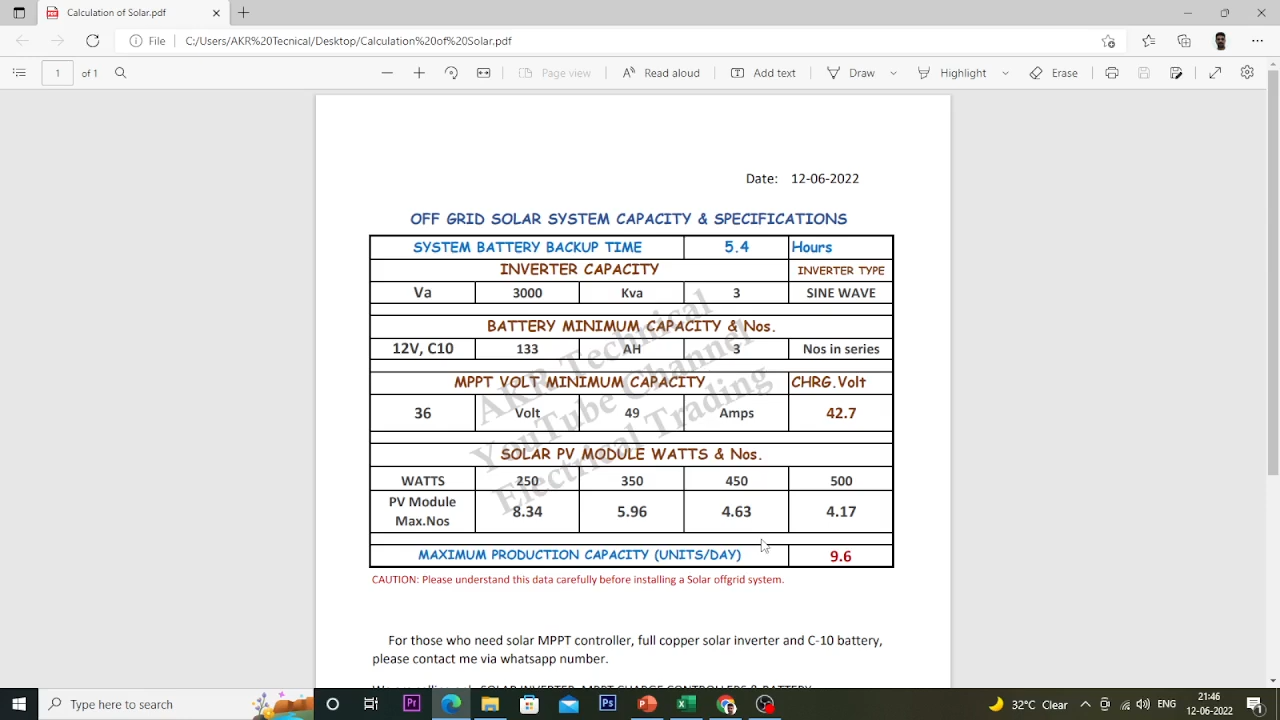 Calculation of Solar.pdf
File C:/Users/AKR%20Tecnical/Desktop/Calculation%20of%20Solar.pdf
1 of 1 Page view Read aloud Add text Draw Highlight Erase
Date: 12-06-2022
OFF GRID SOLAR SYSTEM CAPACITY & SPECIFICATIONS
SYSTEM BATTERY BACKUP TIME 5.4 Hours
INVERTER CAPACITY INVERTER TYPE
Va 3000 Kva 3 SINE WAVE
BATTERY MINIMUM CAPACITY & Nos.
12V, C10 133 AH 3 Nos in series
MPPT VOLT MINIMUM CAPACITY CHRG.Volt
36 Volt 49 Amps 42.7
SOLAR PV MODULE WATTS & Nos.
WATTS 250 350 450 500
PV Module
Max.Nos 8.34 5.96 4.63 4.17
MAXIMUM PRODUCTION CAPACITY (UNITS/DAY) 9.6
AKR Technical
YouTube Channel
Electrical Trading
CAUTION: Please understand this data carefully before installing a Solar offgrid system.
For those who need solar MPPT controller, full copper solar inverter and C-10 battery,
please contact me via whatsapp number.
Type here to search
32°C Clear ENG 21:46
12-06-2022